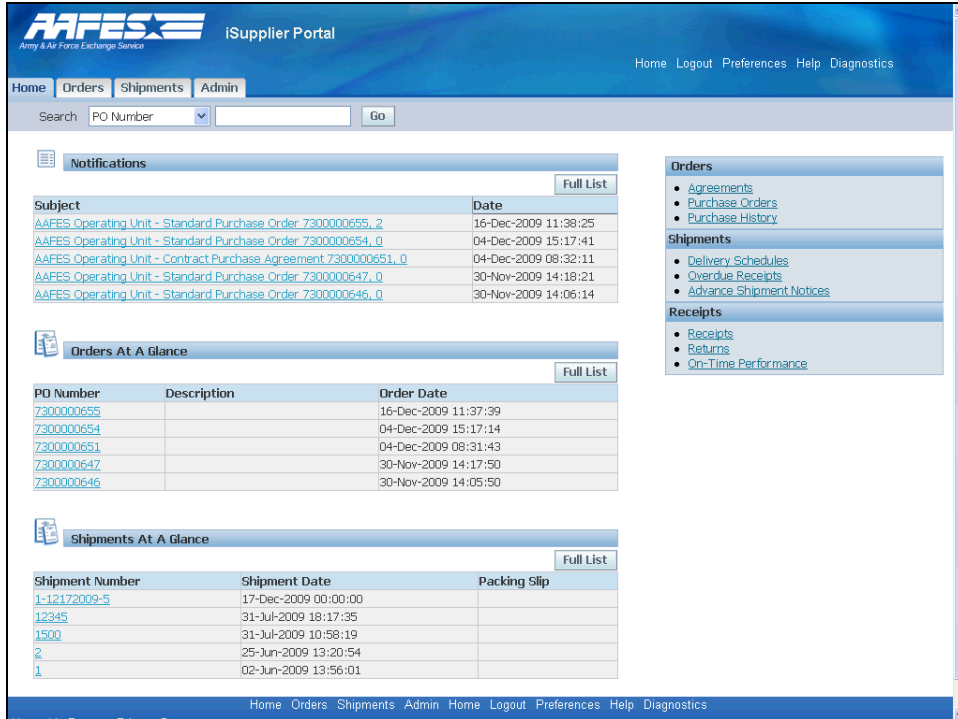 AAFES
Army & Air Force Exchange Service
iSupplier Portal
Home Logout Preferences Help Diagnostics
Home Orders Shipments Admin
Search PO Number Go
Notifications
Full List
Subject Date
AAFES Operating Unit - Standard Purchase Order 7300000655, 2 16-Dec-2009 11:38:25
AAFES Operating Unit - Standard Purchase Order 7300000654, 0 04-Dec-2009 15:17:41
AAFES Operating Unit - Contract Purchase Agreement 7300000651, 0 04-Dec-2009 08:32:11
AAFES Operating Unit - Standard Purchase Order 7300000647, 0 30-Nov-2009 14:18:21
AAFES Operating Unit - Standard Purchase Order 7300000646, 0 30-Nov-2009 14:06:14
Orders At A Glance
Full List
PO Number Description Order Date
7300000655 16-Dec-2009 11:37:39
7300000654 04-Dec-2009 15:17:14
7300000651 04-Dec-2009 08:31:43
7300000647 30-Nov-2009 14:17:50
7300000646 30-Nov-2009 14:05:50
Shipments At A Glance
Full List
Shipment Number Shipment Date Packing Slip
1-12172009-5 17-Dec-2009 00:00:00
12345 31-Jul-2009 18:17:35
1500 31-Jul-2009 10:58:19
2 25-Jun-2009 13:20:54
1 02-Jun-2009 13:56:01
Orders
Agreements
Purchase Orders
Purchase History
Shipments
Delivery Schedules
Overdue Receipts
Advance Shipment Notices
Receipts
Receipts
Returns
On-Time Performance
Home Orders Shipments Admin Home Logout Preferences Help Diagnostics